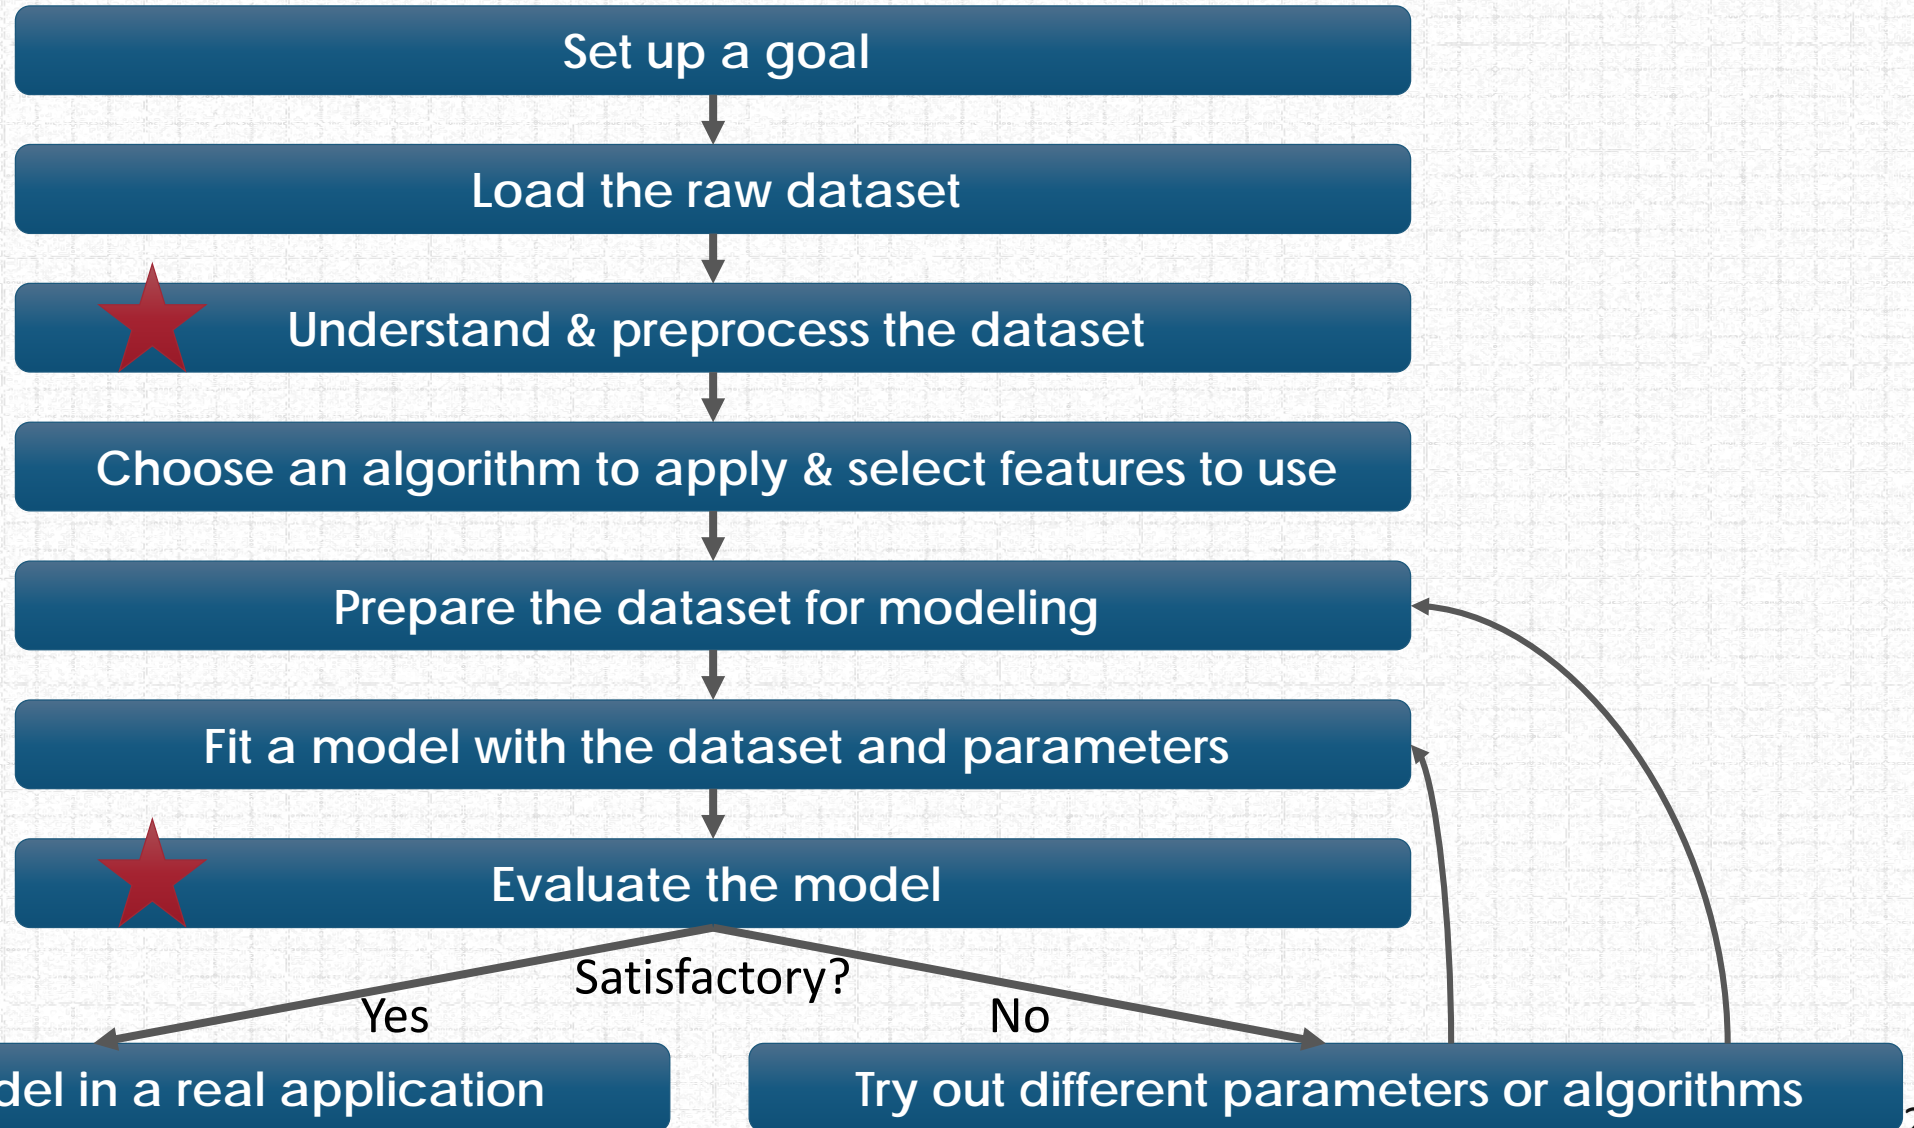 Set up a goal
Load the raw dataset
Understand & preprocess the dataset
Choose an algorithm to apply & select features to use
Prepare the dataset for modeling
Fit a model with the dataset and parameters
Evaluate the model
Satisfactory?
Yes
No
del in a real application
Try out different parameters or algorithms